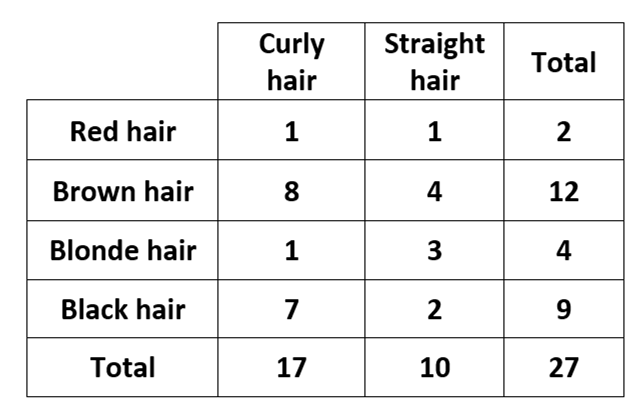 Curly hair Straight hair Total
Red hair 1 1 2
Brown hair 8 4 12
Blonde hair 1 3 4
Black hair 7 2 9
Total 17 10 27